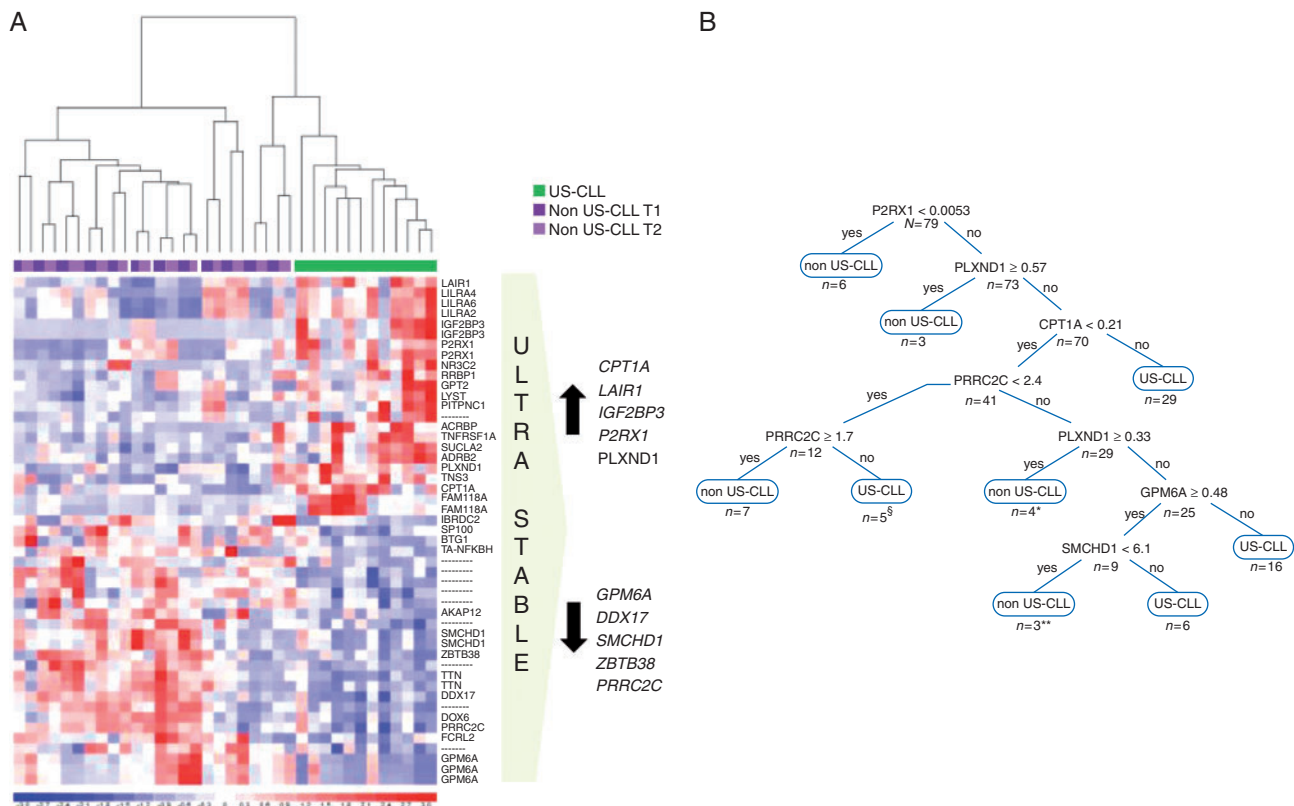 A
B
US-CLL
Non US-CLL T1
Non US-CLL T2
LAIR1
LILRA4
LILRA6
LILRA2
IGF2BP3
IGF2BP3
P2RX1
P2RX1
NR3C2
RRBP1
GPT2
LYST
PITPNC1
--------
ACRBP
TNFRSF1A
SUCLA2
ADRB2
PLXND1
TNS3
CPT1A
FAM118A
FAM118A
IBRDC2
SP100
BTG1
TA-NFKBH
---------
---------
---------
---------
---------
AKAP12
---------
SMCHD1
SMCHD1
ZBTB38
---------
TTN
TTN
DDX17
--------
DOX6
PRRC2C
FCRL2
-------
GPM6A
GPM6A
GPM6A
ULTRA STABLE
CPT1A
LAIR1
IGF2BP3
P2RX1
PLXND1
GPM6A
DDX17
SMCHD1
ZBTB38
PRRC2C
P2RX1 < 0.0053
N=79
yes
no
non US-CLL
n=6
PLXND1 ≥ 0.57
n=73
yes
no
non US-CLL
n=3
CPT1A < 0.21
n=70
yes
no
US-CLL
n=29
PRRC2C < 2.4
n=41
yes
no
PRRC2C ≥ 1.7
n=12
yes
no
non US-CLL
n=7
US-CLL
n=5§
PLXND1 ≥ 0.33
n=29
yes
no
non US-CLL
n=4*
GPM6A ≥ 0.48
n=25
yes
no
US-CLL
n=16
SMCHD1 < 6.1
n=9
yes
no
non US-CLL
n=3**
US-CLL
n=6